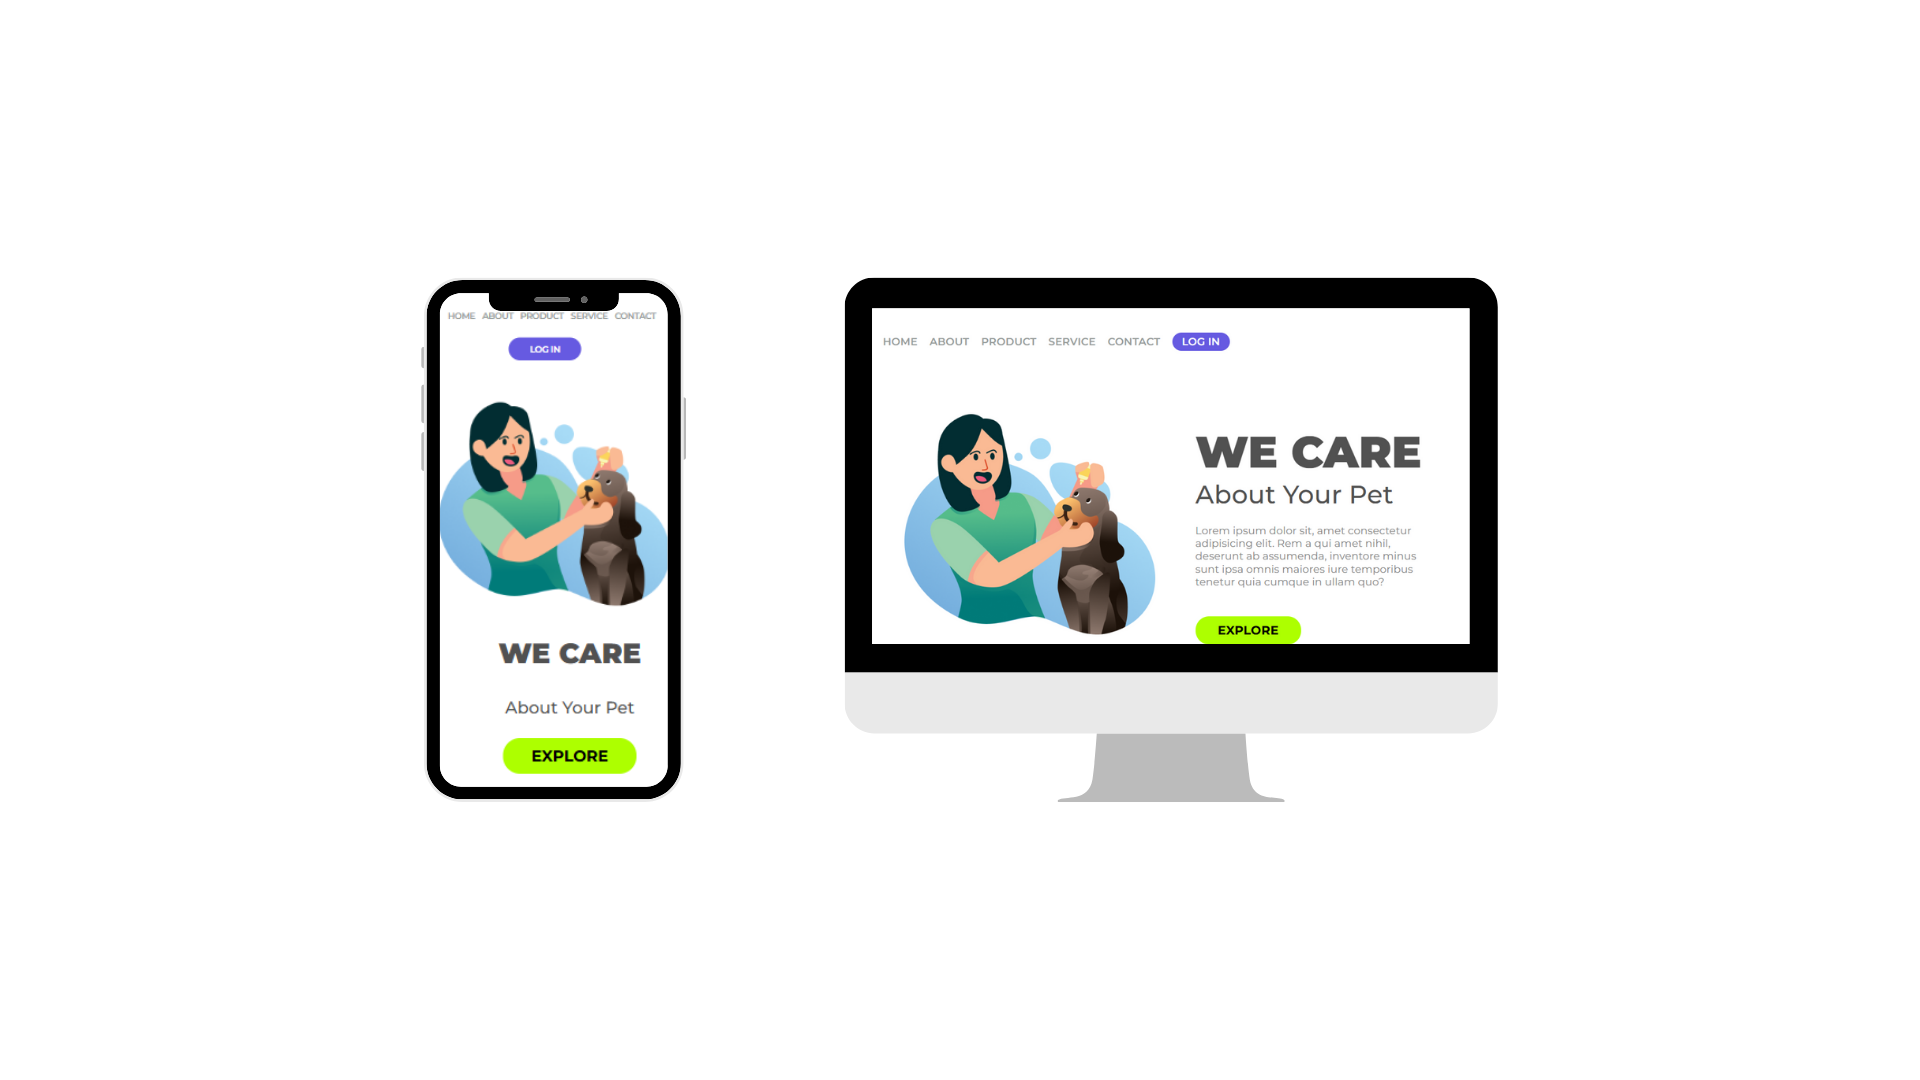 HOME ABOUT PRODUCT SERVICE CONTACT
LOG IN
WE CARE
About Your Pet
EXPLORE
HOME ABOUT PRODUCT SERVICE CONTACT LOG IN
WE CARE
About Your Pet
Lorem ipsum dolor sit, amet consectetur
adipisicing elit. Rem a qui amet nihil,
deserunt ab assumenda, inventore minus
sunt ipsa omnis maiores iure temporibus
tenetur quia cumque in ullam quo?
EXPLORE